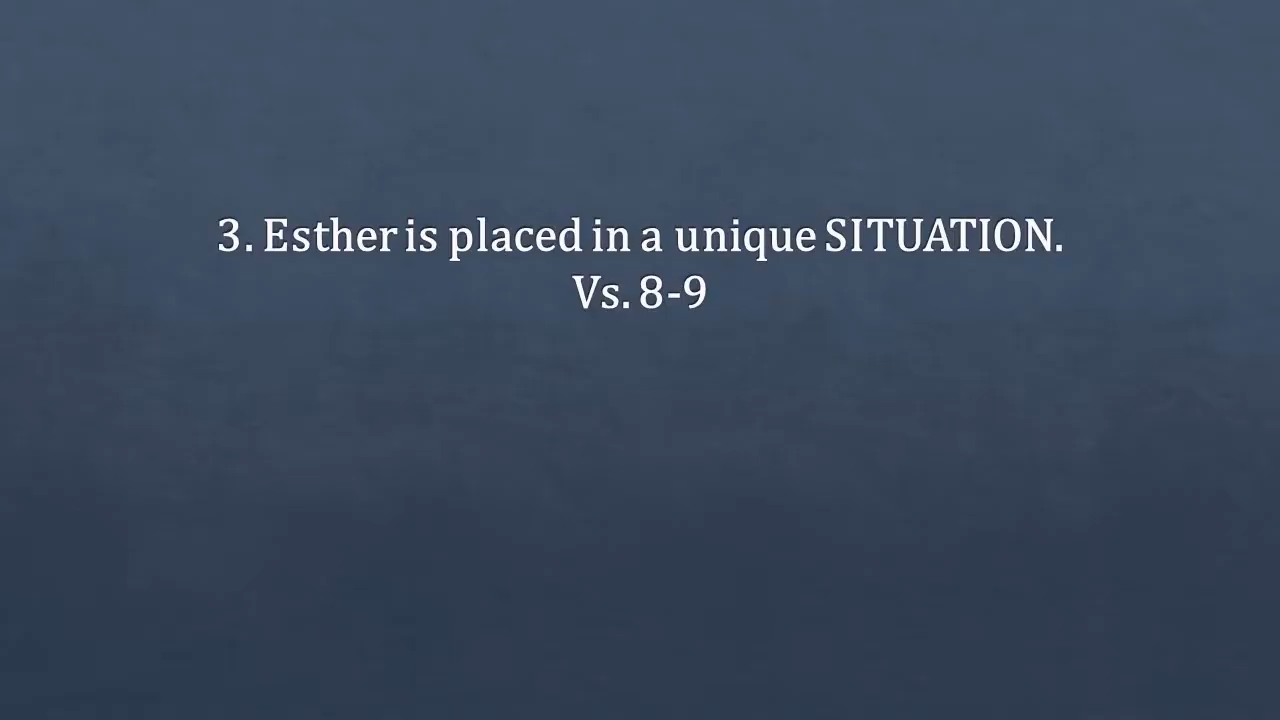 3. Esther is placed in a unique SITUATION.
Vs. 8-9